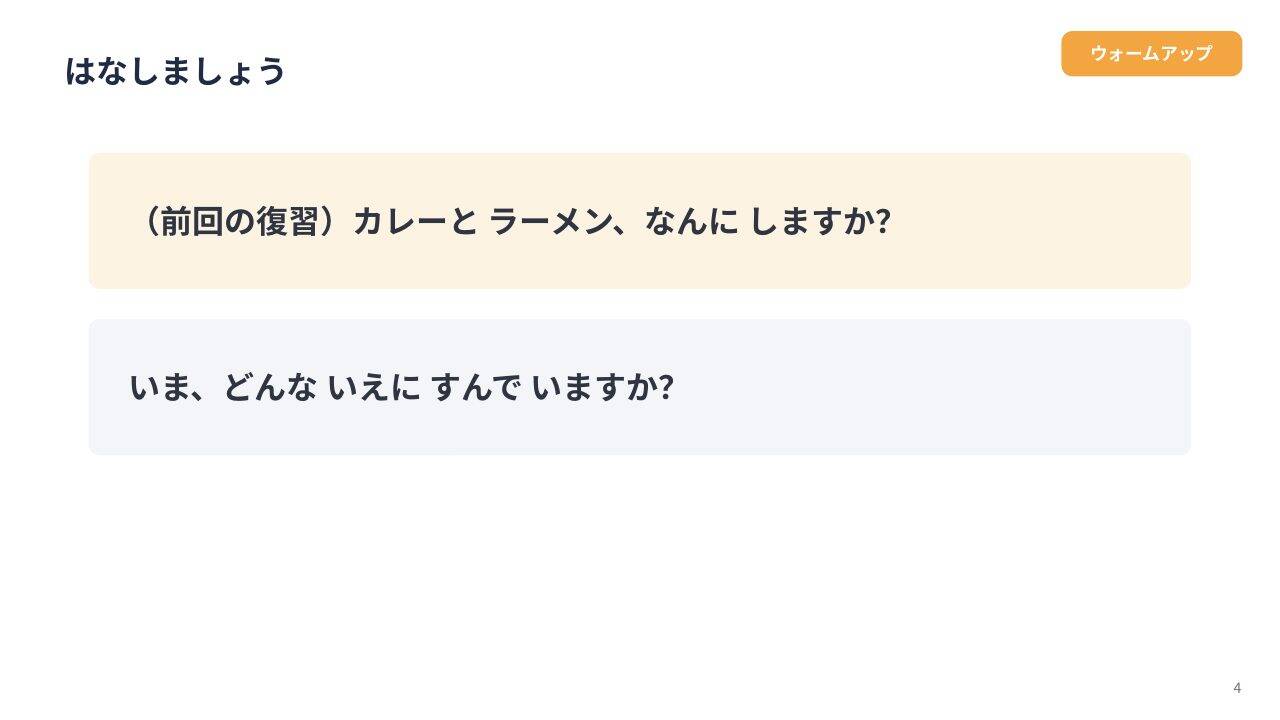 はなしましょう
ウォームアップ
（前回の復習）カレーと ラーメン、なんに しますか?
いま、どんな いえに すんで いますか?
4